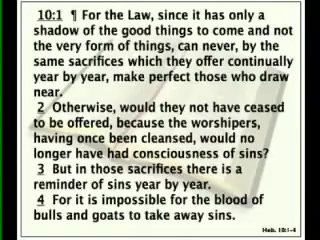 10:1 ¶ For the Law, since it has only a
shadow of the good things to come and not
the very form of things, can never, by the
same sacrifices which they offer continually
year by year, make perfect those who draw
near.
2 Otherwise, would they not have ceased
to be offered, because the worshipers,
having once been cleansed, would no
longer have had consciousness of sins?
3 But in those sacrifices there is a
reminder of sins year by year.
4 For it is impossible for the blood of
bulls and goats to take away sins.
Heb. 10:1-4